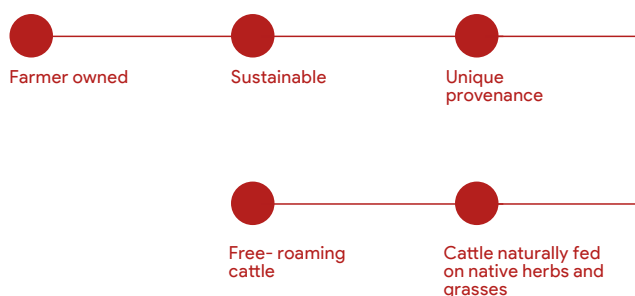 Farmer owned
Sustainable
Unique
provenance
Free- roaming
cattle
Cattle naturally fed
on native herbs and
grasses